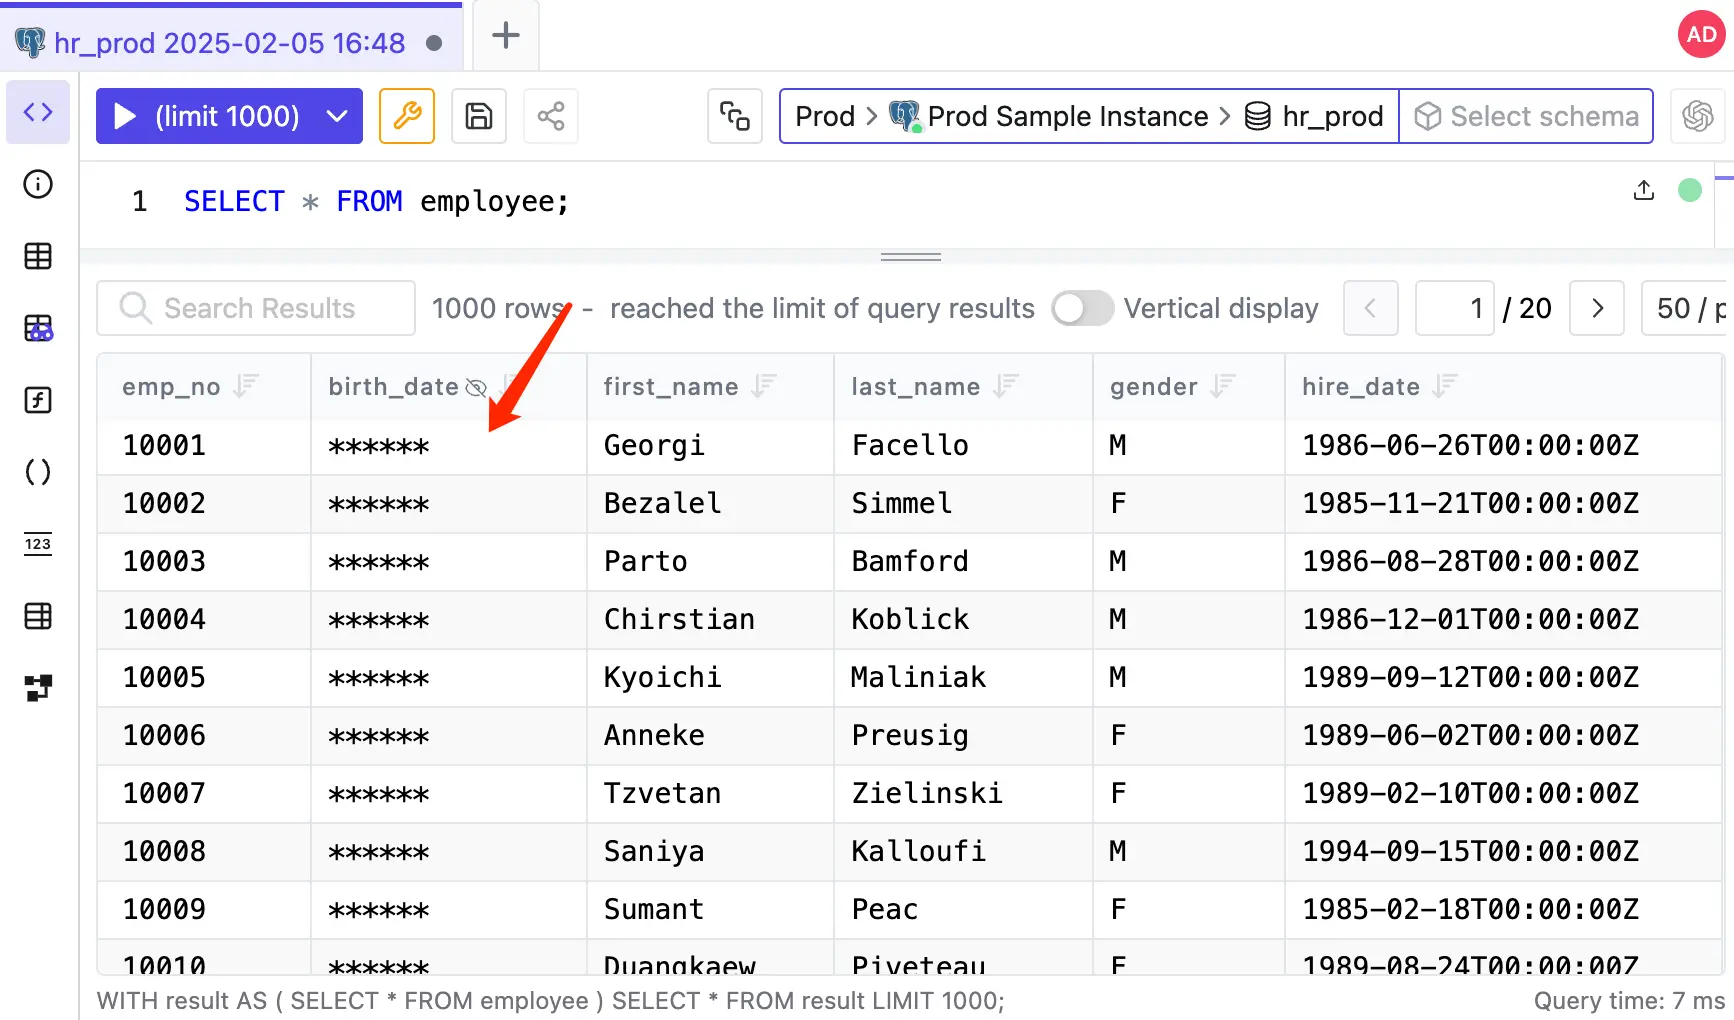 hr_prod 2025-02-05 16:48
AD
(limit 1000)
Prod > Prod Sample Instance > hr_prod Select schema
1 SELECT * FROM employee;
Search Results 1000 rows - reached the limit of query results Vertical display 1 / 20 50 / p
emp_no birth_date first_name last_name gender hire_date
10001 ****** Georgi Facello M 1986-06-26T00:00:00Z
10002 ****** Bezalel Simmel F 1985-11-21T00:00:00Z
10003 ****** Parto Bamford M 1986-08-28T00:00:00Z
10004 ****** Chirstian Koblick M 1986-12-01T00:00:00Z
10005 ****** Kyoichi Maliniak M 1989-09-12T00:00:00Z
10006 ****** Anneke Preusig F 1989-06-02T00:00:00Z
10007 ****** Tzvetan Zielinski F 1989-02-10T00:00:00Z
10008 ****** Saniya Kalloufi M 1994-09-15T00:00:00Z
10009 ****** Sumant Peac F 1985-02-18T00:00:00Z
10010 ****** Duangkaew Piveteau F 1989-08-24T00:00:00Z
WITH result AS ( SELECT * FROM employee ) SELECT * FROM result LIMIT 1000; Query time: 7 ms
123